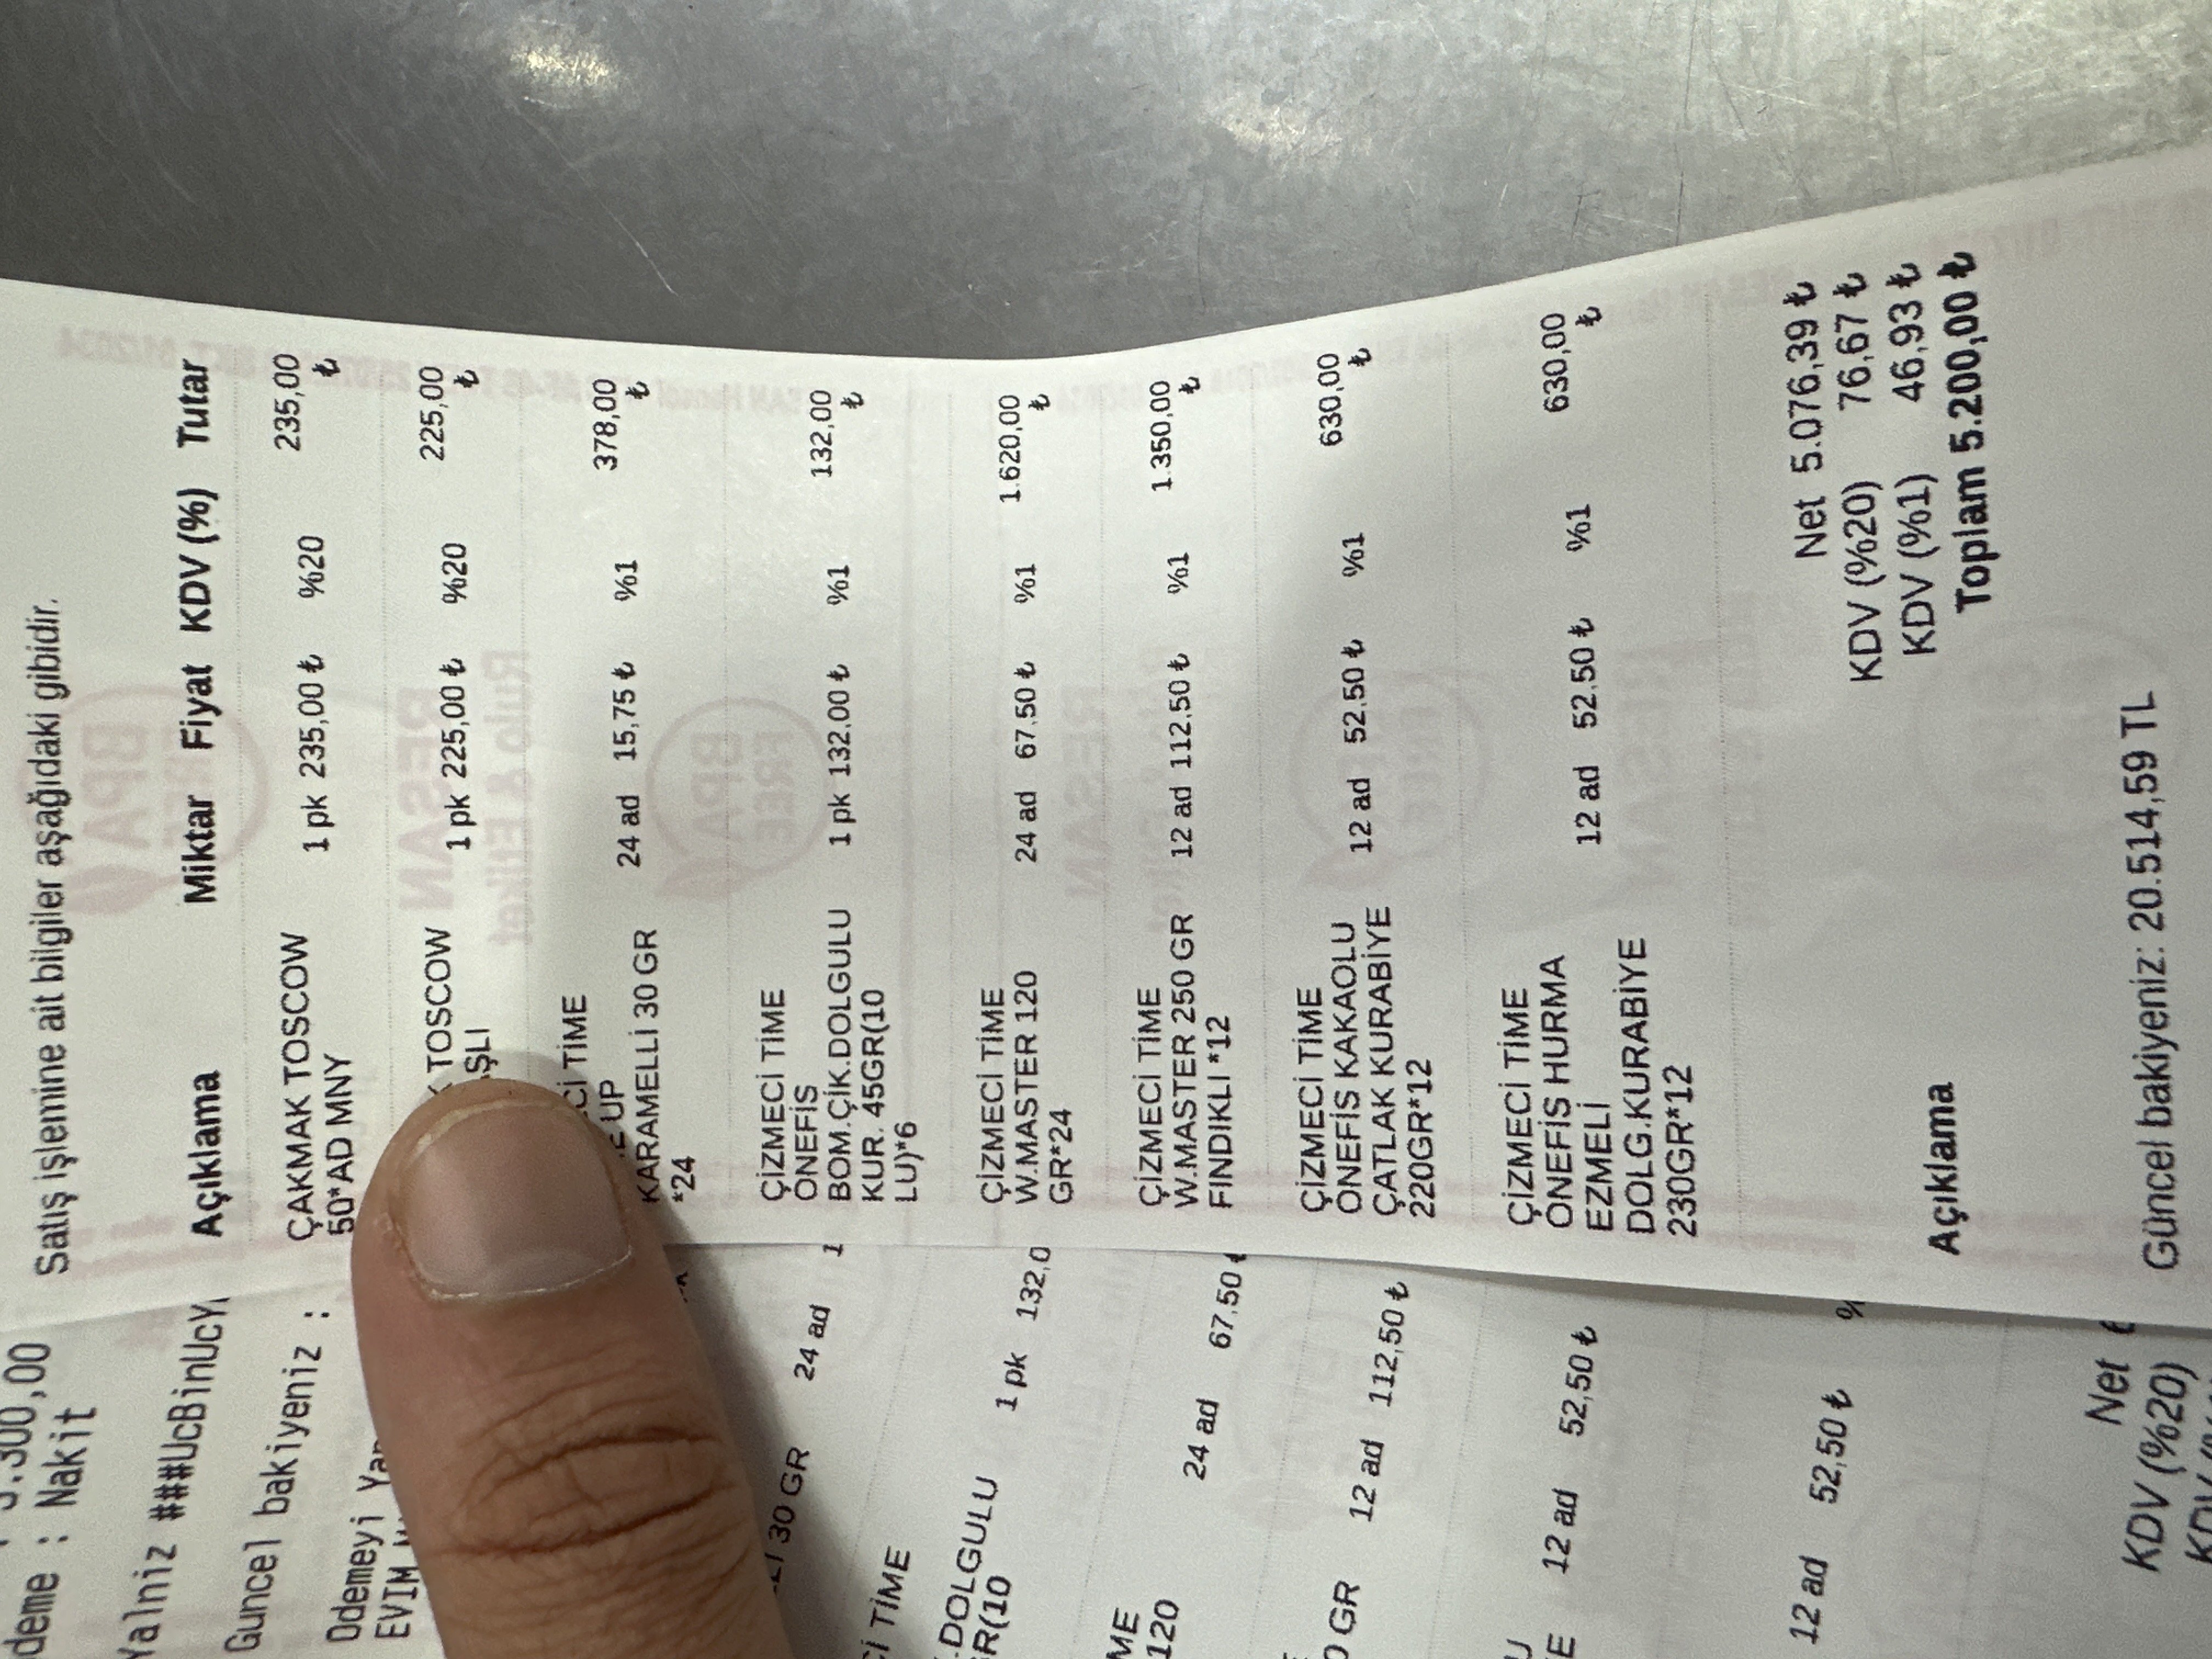 Satış işlemine ait bilgiler aşağıdaki gibidir.
Açıklama Miktar Fiyat KDV (%) Tutar
ÇAKMAK TOSCOW 1 pk 235,00 ₺ %20 235,00 ₺
50*AD MNY
TOSCOW 1 pk 225,00 ₺ %20 225,00 ₺
TİME
UP 24 ad 15,75 ₺ %1 378,00 ₺
KARAMELLİ 30 GR
*24
ÇİZMECİ TİME
ÖNEFİS
BOM.ÇİK.DOLGULU 1 pk 132,00 ₺ %1 132,00 ₺
KUR. 45GR(10
LU)*6
ÇİZMECİ TİME
W.MASTER 120 24 ad 67,50 ₺ %1 1.620,00 ₺
GR*24
ÇİZMECİ TİME
W.MASTER 250 GR 12 ad 112,50 ₺ %1 1.350,00 ₺
FINDIKLI *12
ÇİZMECİ TİME
ÖNEFİS KAKAOLU
ÇATLAK KURABİYE 12 ad 52,50 ₺ %1 630,00 ₺
220GR*12
ÇİZMECİ TİME
ÖNEFİS HURMA
EZMELİ 12 ad 52,50 ₺ %1 630,00 ₺
DOLG.KURABİYE
230GR*12
Net 5.076,39 ₺
KDV (%20) 76,67 ₺
KDV (%1) 46,93 ₺
Toplam 5.200,00 ₺
Açıklama
Güncel bakiyeniz: 20.514,59 TL
: Nakit
Yalniz ###UcBinUcY
Guncel bakiyeniz :
Odemeyi
EVIM
30 GR 24 ad
TİME
DOLGULU 1 pk 132,0
120 24 ad 67,50 ₺
GR 12 ad 112,50 ₺
12 ad 52,50 ₺
12 ad 52,50 ₺
Net
KDV (%20)